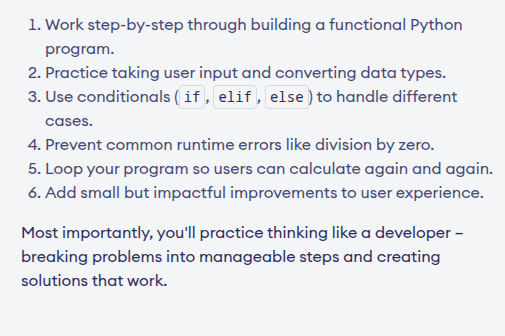 1. Work step-by-step through building a functional Python
program.
2. Practice taking user input and converting data types.
3. Use conditionals ( if , elif , else ) to handle different
cases.
4. Prevent common runtime errors like division by zero.
5. Loop your program so users can calculate again and again.
6. Add small but impactful improvements to user experience.
Most importantly, you'll practice thinking like a developer –
breaking problems into manageable steps and creating
solutions that work.